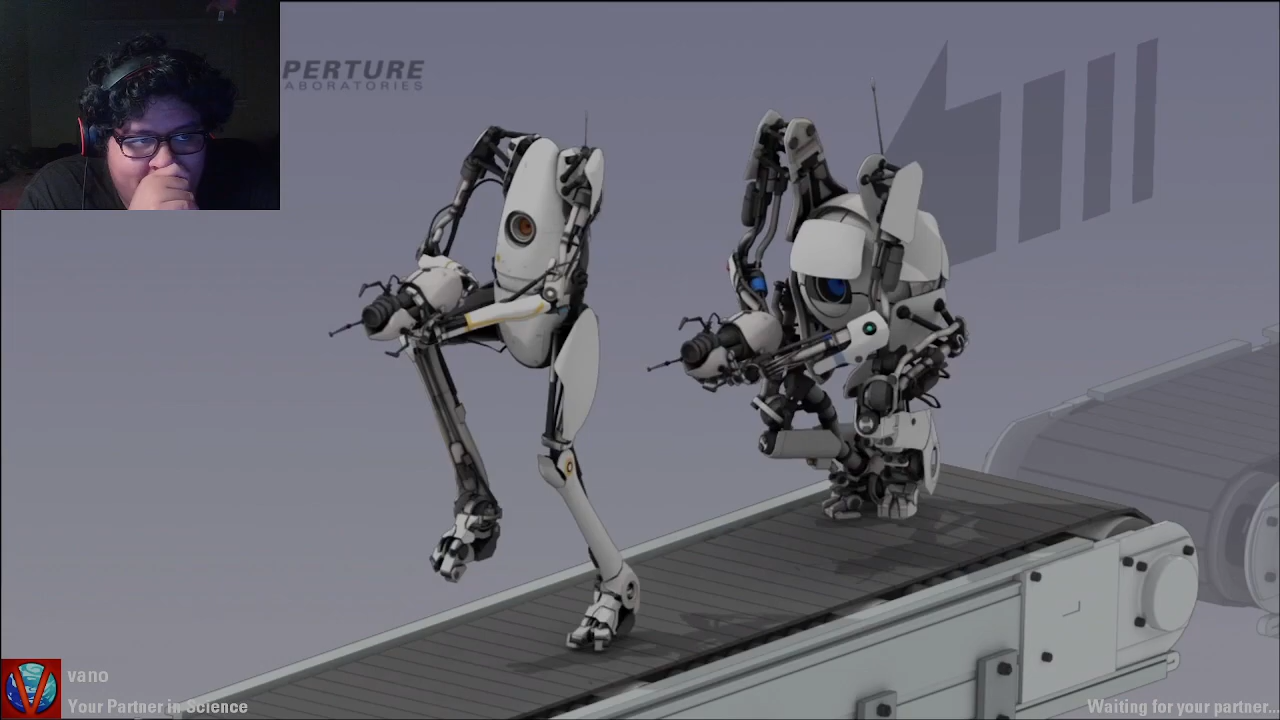 PERTURE
ABORATORIES
vano
Your Partner in Science
Waiting for your partner...